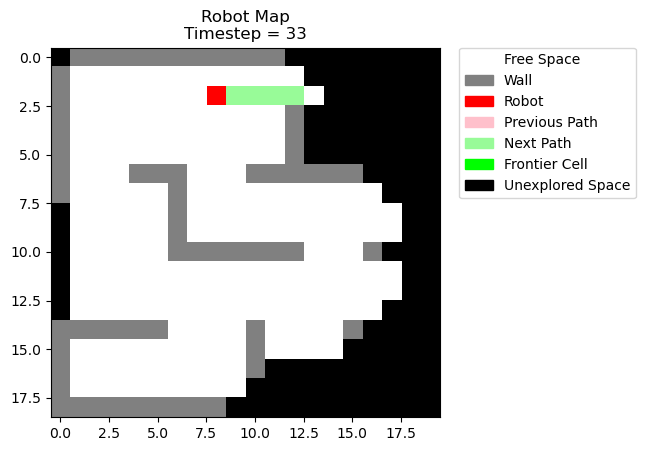 Robot Map
Timestep = 33
0.0
2.5
5.0
7.5
10.0
12.5
15.0
17.5
0.0
2.5
5.0
7.5
10.0
12.5
15.0
17.5
Free Space
Wall
Robot
Previous Path
Next Path
Frontier Cell
Unexplored Space